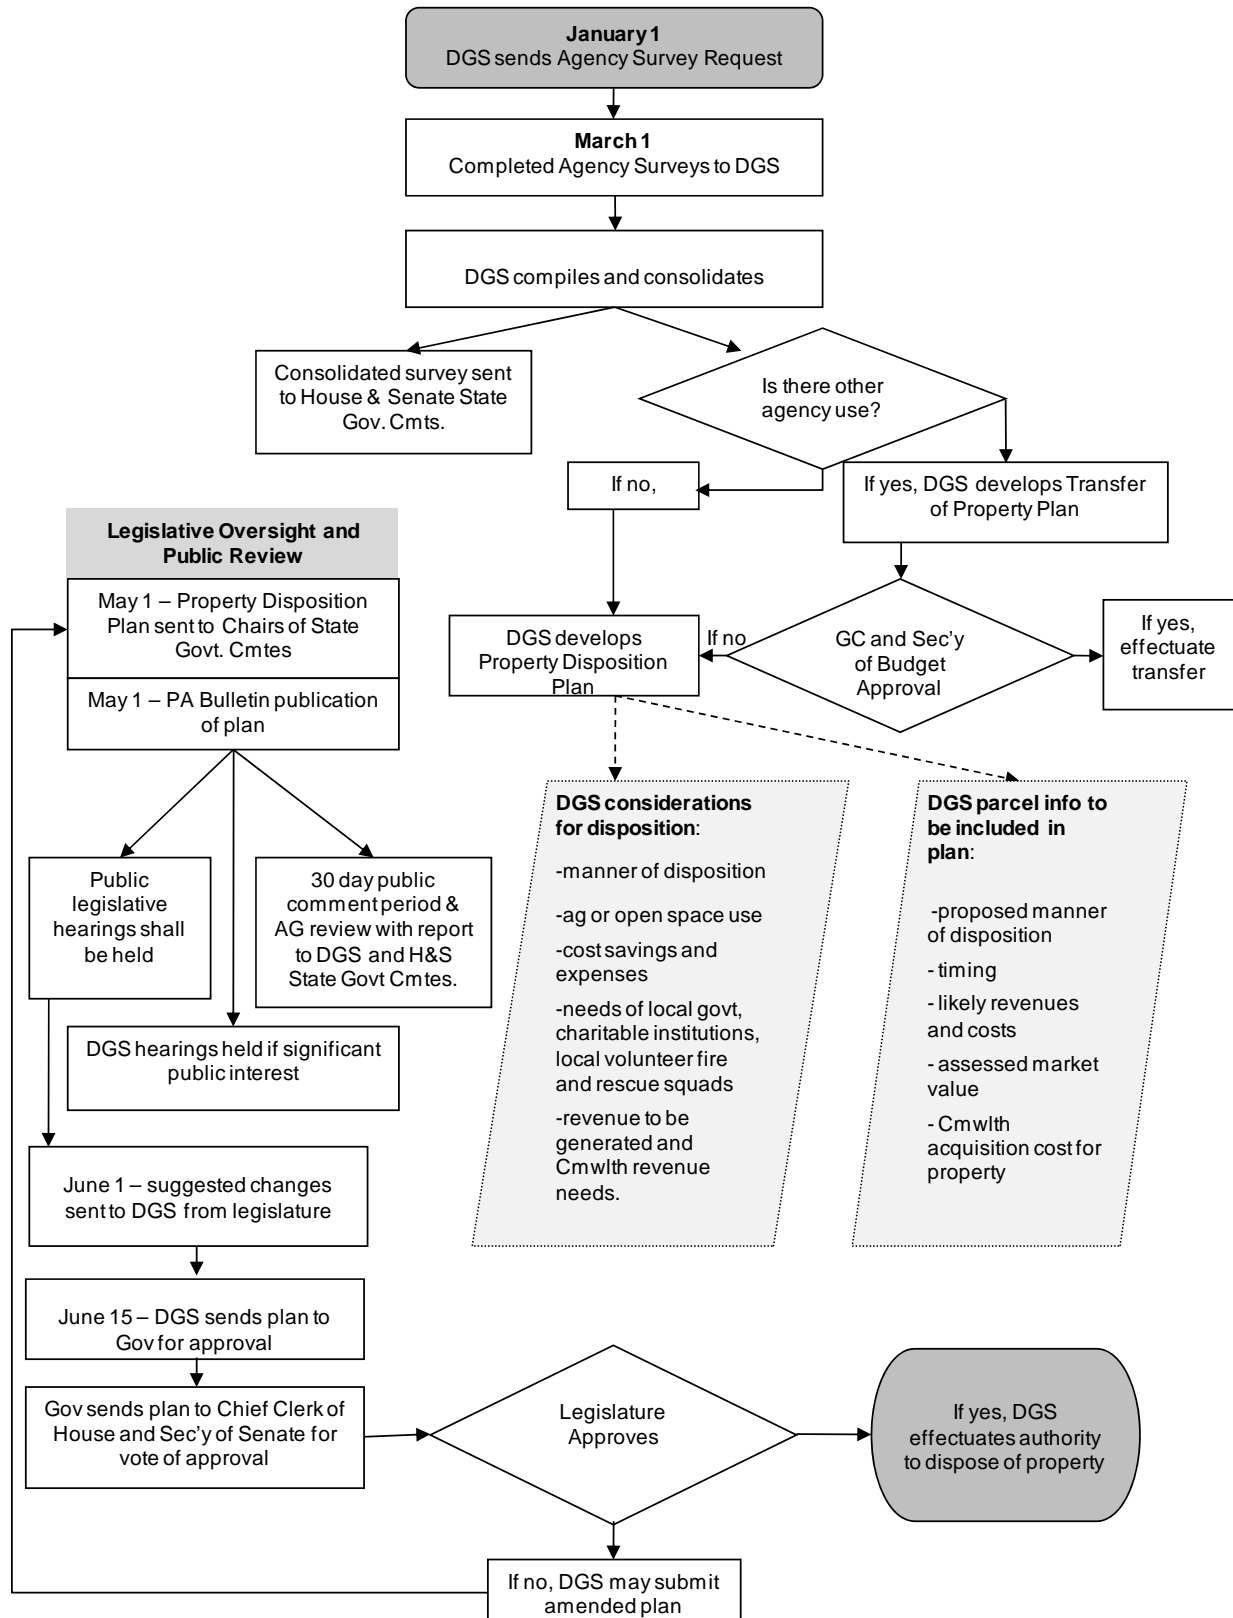 January 1
DGS sends Agency Survey Request
March 1
Completed Agency Surveys to DGS
DGS compiles and consolidates
Consolidated survey sent
to House & Senate State
Gov. Cmts.
Is there other
agency use?
If no,
If yes, DGS develops Transfer
of Property Plan
Legislative Oversight and
Public Review
May 1 – Property Disposition
Plan sent to Chairs of State
Govt. Cmtes
May 1 – PA Bulletin publication
of plan
DGS develops
Property Disposition
Plan
If no
GC and Sec'y
of Budget
Approval
If yes,
effectuate
transfer
DGS considerations
for disposition:
-manner of disposition
-ag or open space use
-cost savings and
expenses
-needs of local govt,
charitable institutions,
local volunteer fire
and rescue squads
-revenue to be
generated and
Cmwlth revenue
needs.
DGS parcel info to
be included in
plan:
-proposed manner
of disposition
- timing
- likely revenues
and costs
- assessed market
value
- Cmwlth
acquisition cost for
property
Public
legislative
hearings shall
be held
30 day public
comment period &
AG review with report
to DGS and H&S
State Govt Cmtes.
DGS hearings held if significant
public interest
June 1 – suggested changes
sent to DGS from legislature
June 15 – DGS sends plan to
Gov for approval
Gov sends plan to Chief Clerk of
House and Sec'y of Senate for
vote of approval
Legislature
Approves
If yes, DGS
effectuates authority
to dispose of property
If no, DGS may submit
amended plan